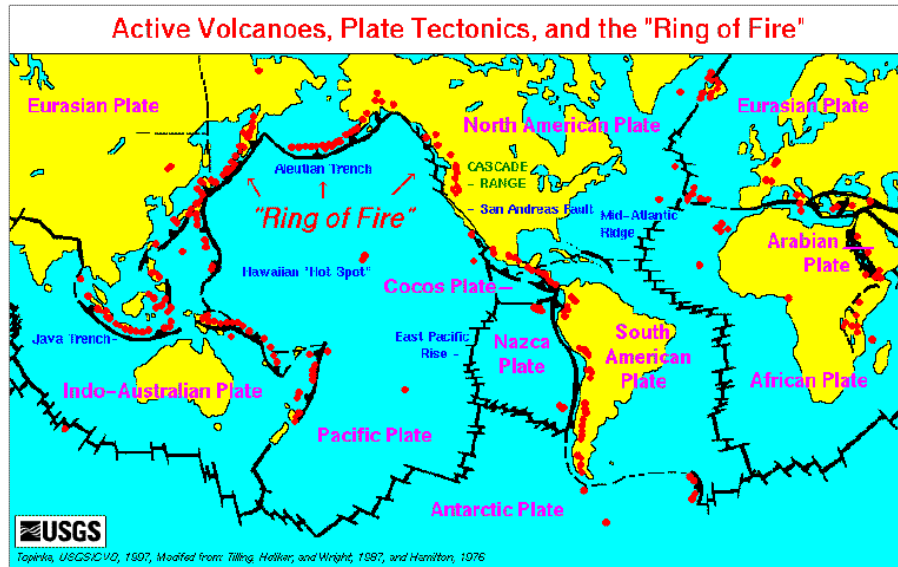 Active Volcanoes, Plate Tectonics, and the "Ring of Fire"
Eurasian Plate
North American Plate
Eurasian Plate
Aleutian Trench
CASCADE
RANGE
"Ring of Fire"
San Andreas Fault
Mid-Atlantic
Ridge
Arabian
Plate
Hawaiian "Hot Spot"
Cocos Plate
Java Trench
East Pacific
Rise
Nazca
Plate
South
American
Plate
Indo-Australian Plate
African Plate
Pacific Plate
Antarctic Plate
USGS
Topinka, USGS/CVO, 1997, Modified from: Tilling, Heliker, and Wright, 1987, and Hamilton, 1976